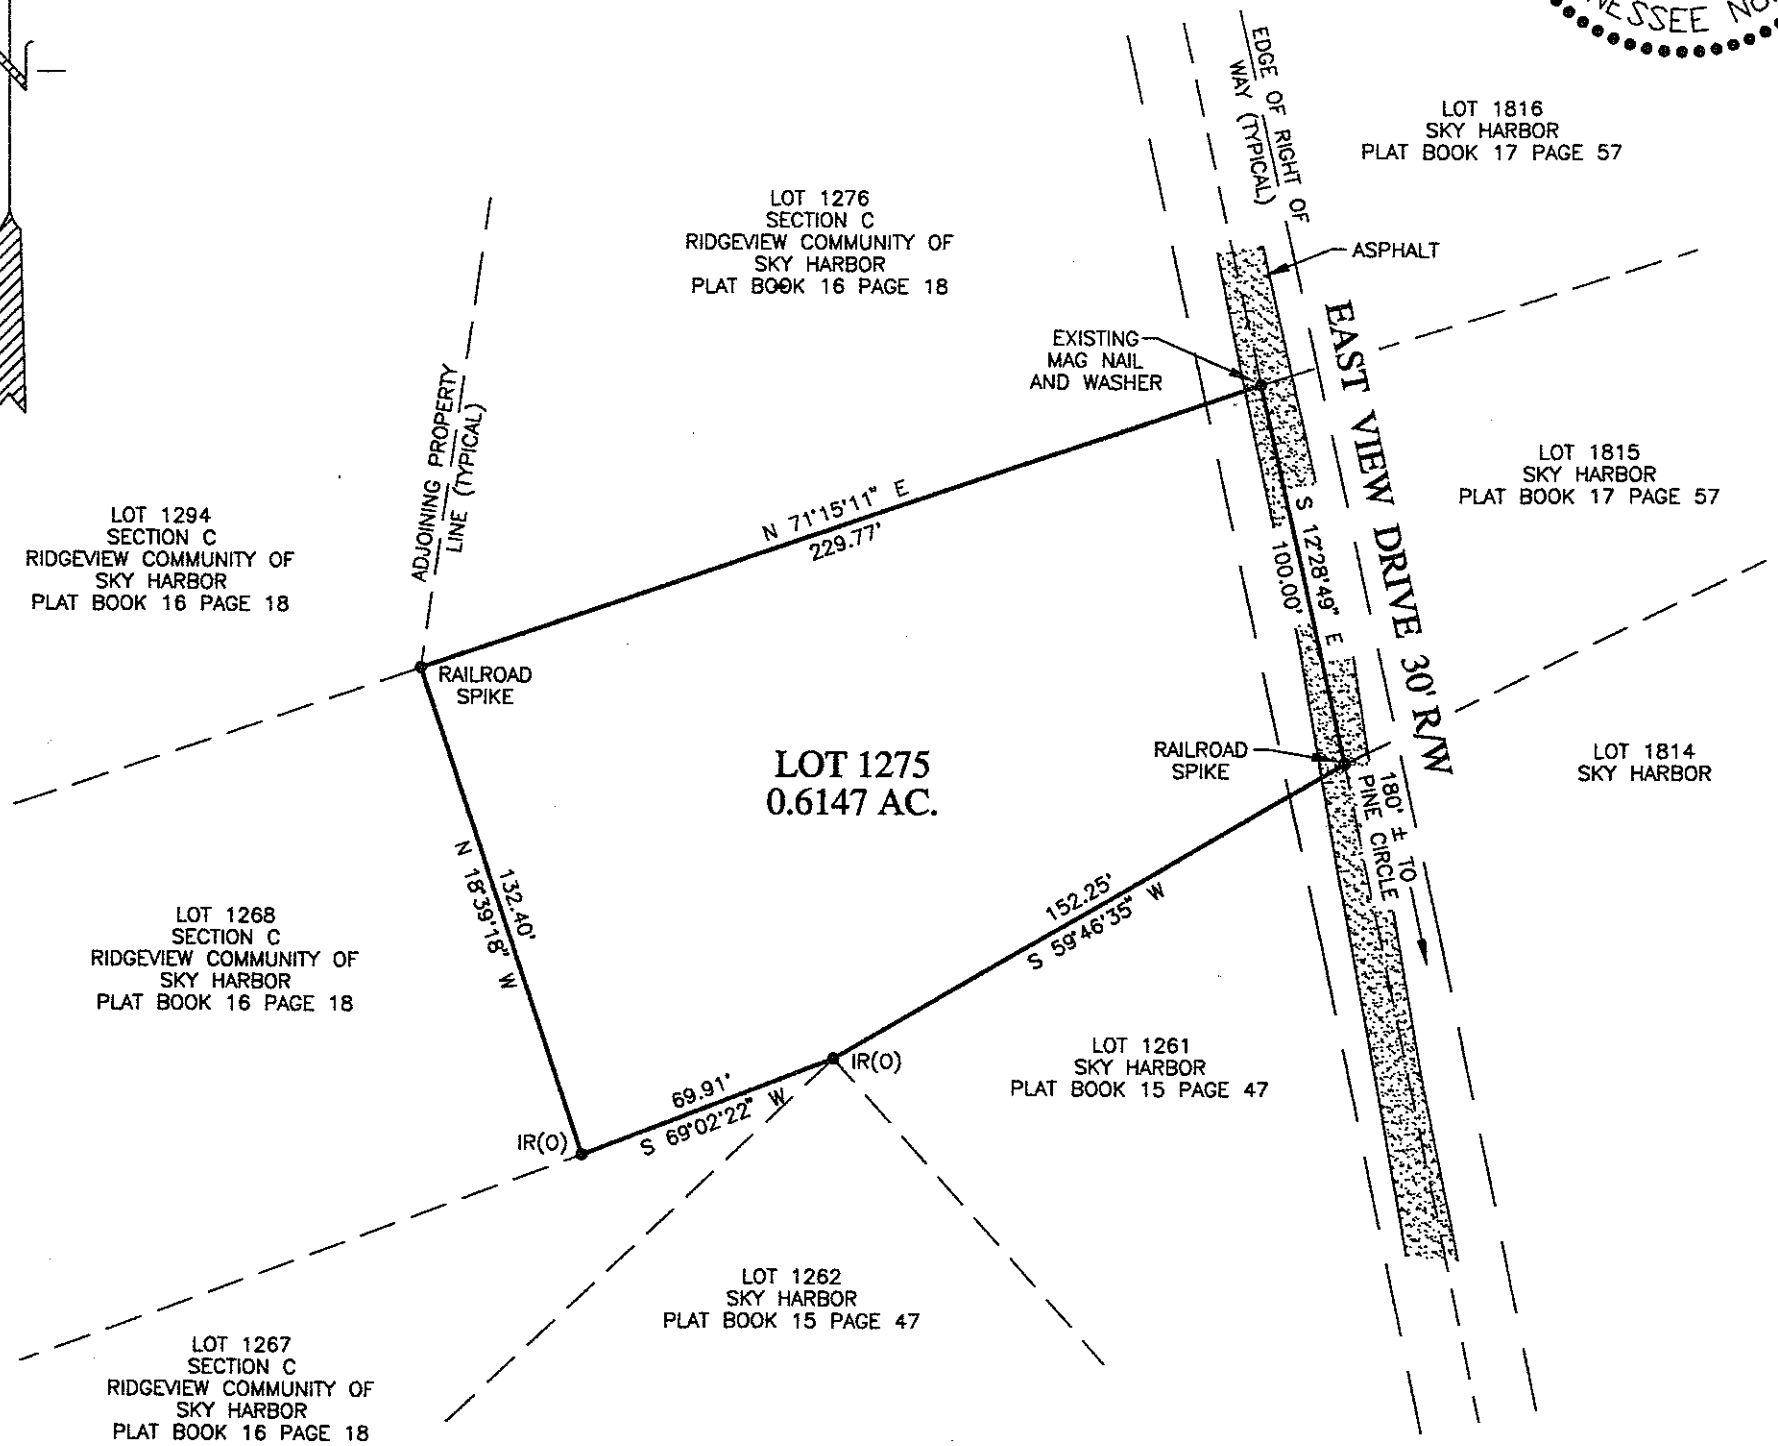 NESSEE NO.
EDGE OF RIGHT OF
WAY (TYPICAL)
LOT 1816
SKY HARBOR
PLAT BOOK 17 PAGE 57
LOT 1276
SECTION C
RIDGEVIEW COMMUNITY OF
SKY HARBOR
PLAT BOOK 16 PAGE 18
ASPHALT
EXISTING
MAG NAIL
AND WASHER
EAST VIEW DRIVE 30' R/W
ADJOINING PROPERTY
LINE (TYPICAL)
LOT 1815
SKY HARBOR
PLAT BOOK 17 PAGE 57
N 71°15'11" E
229.77'
S 12°28'49" E
100.00'
LOT 1294
SECTION C
RIDGEVIEW COMMUNITY OF
SKY HARBOR
PLAT BOOK 16 PAGE 18
RAILROAD
SPIKE
LOT 1275
0.6147 AC.
RAILROAD
SPIKE
LOT 1814
SKY HARBOR
180' ± TO
PINE CIRCLE
132.40'
N 18°39'18" W
152.25'
S 59°46'35" W
LOT 1268
SECTION C
RIDGEVIEW COMMUNITY OF
SKY HARBOR
PLAT BOOK 16 PAGE 18
IR(O)
LOT 1261
SKY HARBOR
PLAT BOOK 15 PAGE 47
69.91'
S 69°02'22" W
IR(O)
LOT 1262
SKY HARBOR
PLAT BOOK 15 PAGE 47
LOT 1267
SECTION C
RIDGEVIEW COMMUNITY OF
SKY HARBOR
PLAT BOOK 16 PAGE 18